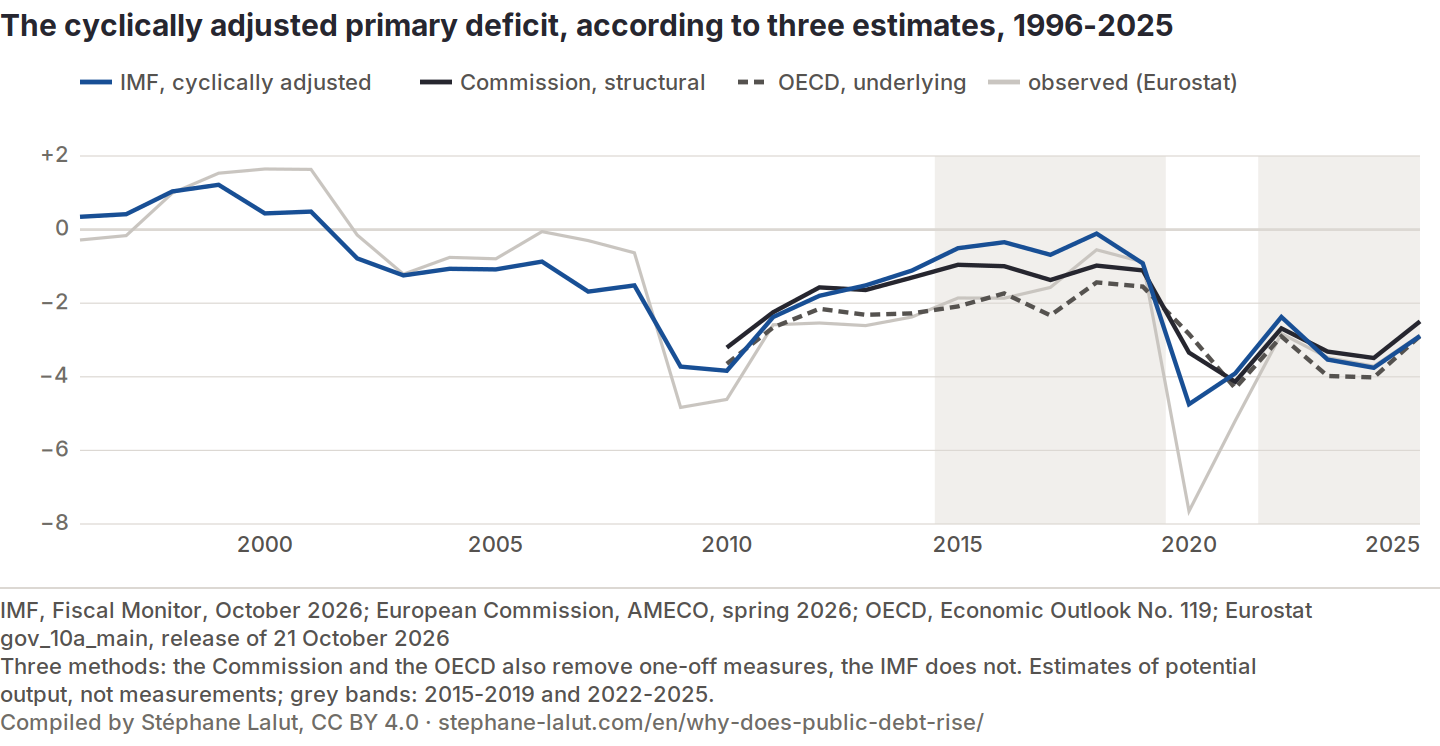 The cyclically adjusted primary deficit, according to three estimates, 1996-2025
IMF, cyclically adjusted
Commission, structural
OECD, underlying
observed (Eurostat)
+2
0
−2
−4
−6
−8
2000
2005
2010
2015
2020
2025
IMF, Fiscal Monitor, October 2026; European Commission, AMECO, spring 2026; OECD, Economic Outlook No. 119; Eurostat
gov_10a_main, release of 21 October 2026
Three methods: the Commission and the OECD also remove one-off measures, the IMF does not. Estimates of potential
output, not measurements; grey bands: 2015-2019 and 2022-2025.
Compiled by Stéphane Lalut, CC BY 4.0 · stephane-lalut.com/en/why-does-public-debt-rise/